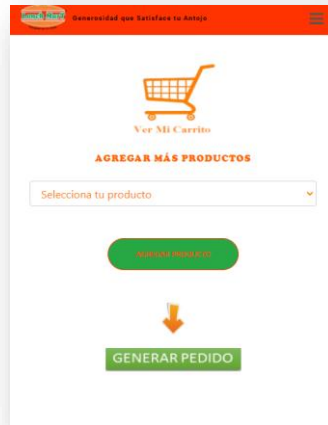 Generosidad que Satisface tu Antojo
Ver Mi Carrito
AGREGAR MÁS PRODUCTOS
Selecciona tu producto
AGREGAR PRODUCTO
GENERAR PEDIDO